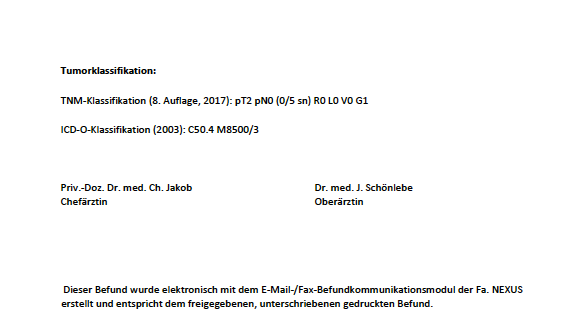 Tumorklassifikation:
TNM-Klassifikation (8. Auflage, 2017): pT2 pN0 (0/5 sn) R0 L0 V0 G1
ICD-O-Klassifikation (2003): C50.4 M8500/3
Priv.-Doz. Dr. med. Ch. Jakob
Chefärztin
Dr. med. J. Schönlebe
Oberärztin
Dieser Befund wurde elektronisch mit dem E-Mail-/Fax-Befundkommunikationsmodul der Fa. NEXUS
erstellt und entspricht dem freigegebenen, unterschriebenen gedruckten Befund.